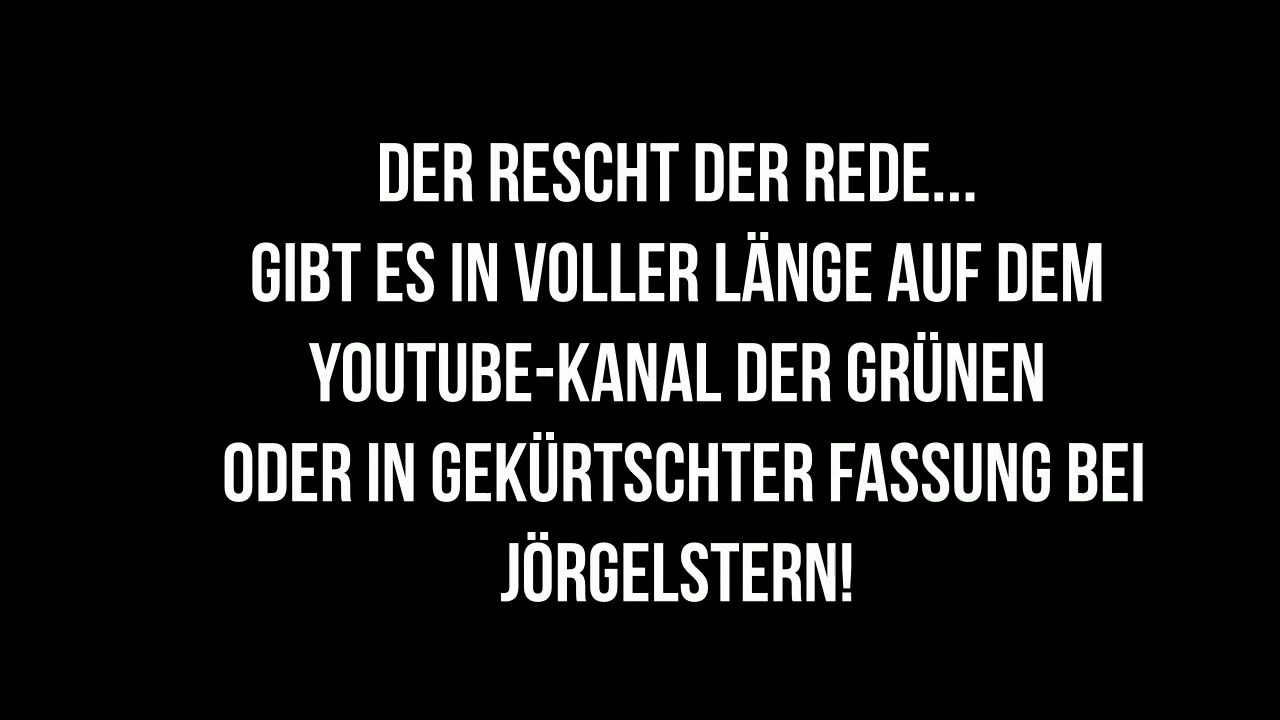 DER RESCHT DER REDE...
GIBT ES IN VOLLER LÄNGE AUF DEM
YOUTUBE-KANAL DER GRÜNEN
ODER IN GEKÜRTSCHTER FASSUNG BEI
JÖRGELSTERN!